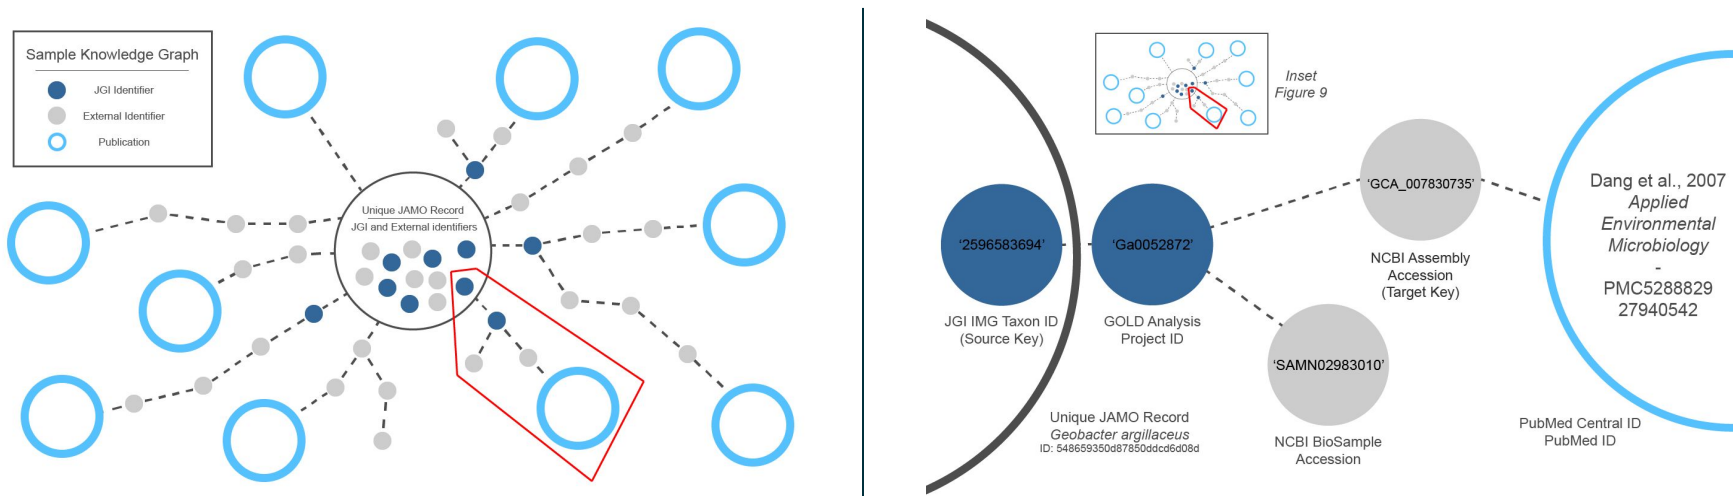 Sample Knowledge Graph
JGI Identifier
External Identifier
Publication
Unique JAMO Record
JGI and External identifiers
Inset
Figure 9
'2596583694'
JGI IMG Taxon ID
(Source Key)
'Ga0052872'
GOLD Analysis
Project ID
'GCA_007830735'
NCBI Assembly
Accession
(Target Key)
'SAMN02983010'
NCBI BioSample
Accession
Unique JAMO Record
Geobacter argillaceus
ID: 548659350d87850ddcd6d08d
Dang et al., 2007
Applied
Environmental
Microbiology
-
PMC5288829
27940542
PubMed Central ID
PubMed ID